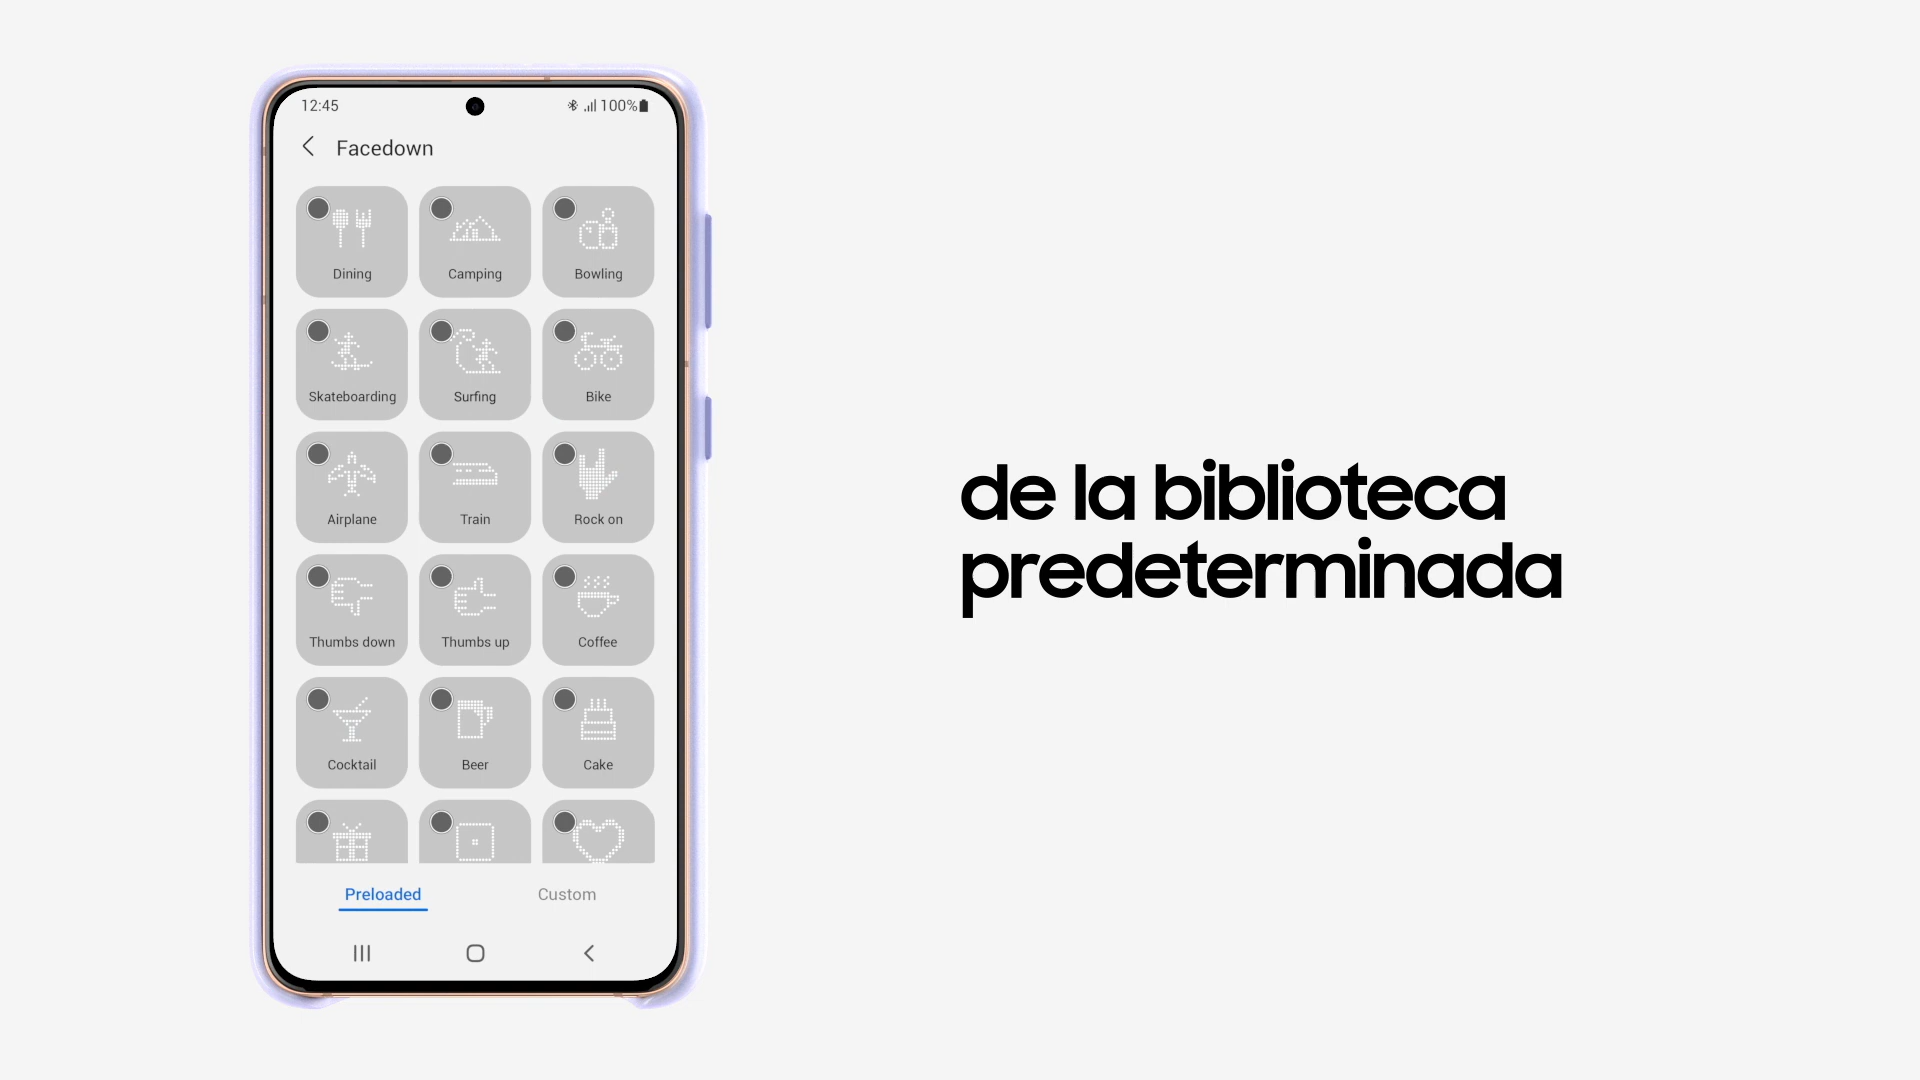 12:45
100%
Facedown
Dining
Camping
Bowling
Skateboarding
Surfing
Bike
Airplane
Train
Rock on
Thumbs down
Thumbs up
Coffee
Cocktail
Beer
Cake
Preloaded
Custom
de la biblioteca
predeterminada